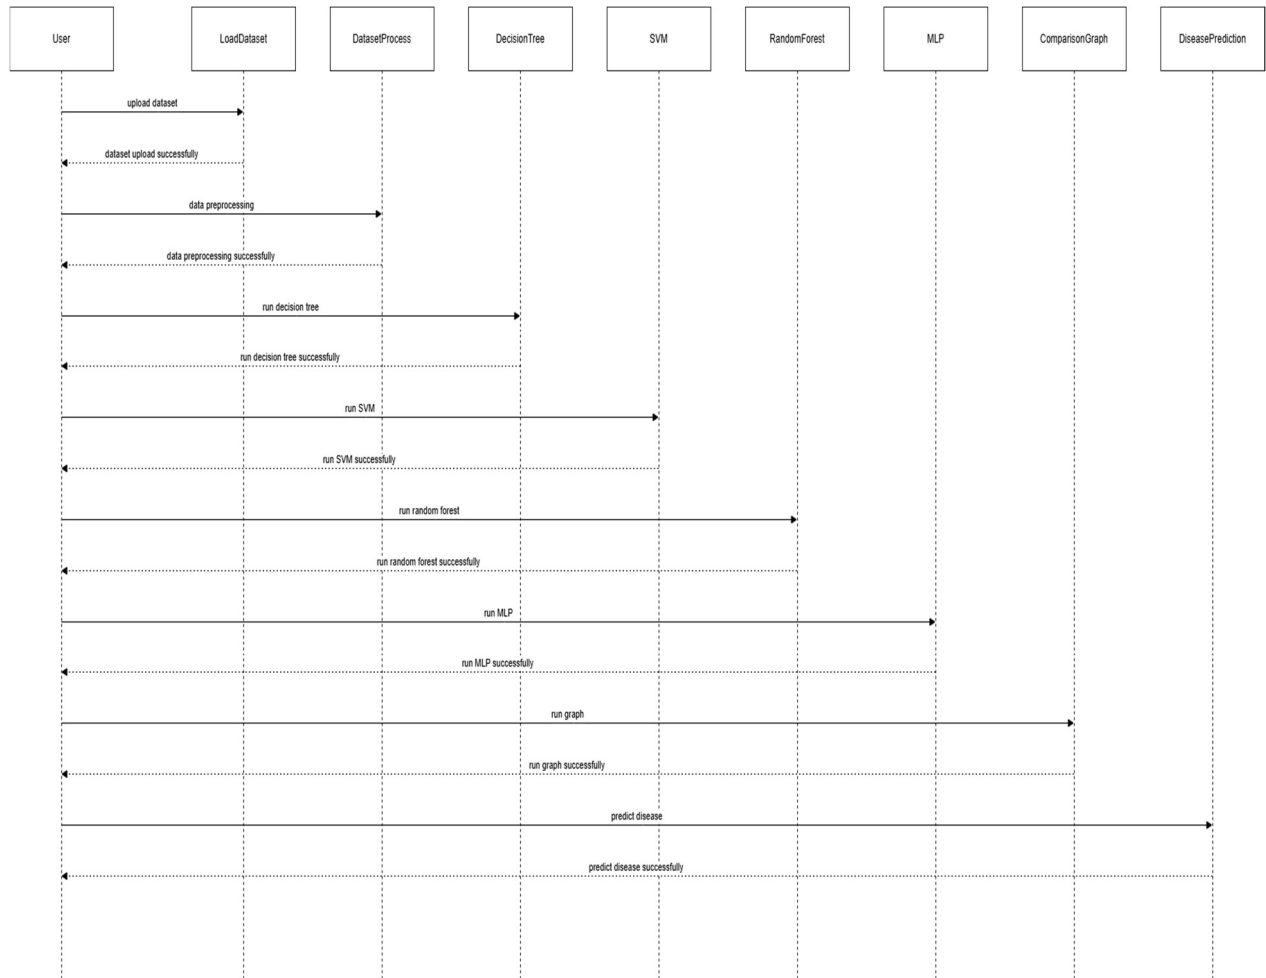 User
LoadDataset
DatasetProcess
DecisionTree
SVM
RandomForest
MLP
ComparisonGraph
DiseasePrediction
upload dataset
dataset upload successfully
data preprocessing
data preprocessing successfully
run decision tree
run decision tree successfully
run SVM
run SVM successfully
run random forest
run random forest successfully
run MLP
run MLP successfully
run graph
run graph successfully
predict disease
predict disease successfully